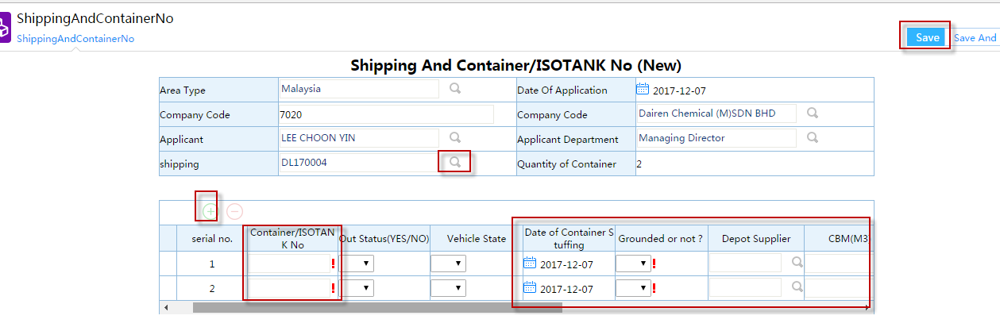 ShippingAndContainerNo
ShippingAndContainerNo
Save Save And
Shipping And Container/ISOTANK No (New)
Area Type Malaysia Date Of Application 2017-12-07
Company Code 7020 Company Code Dairen Chemical (M)SDN BHD
Applicant LEE CHOON YIN Applicant Department Managing Director
shipping DL170004 Quantity of Container 2
serial no. Container/ISOTAN Out Status(YES/NO) Vehicle State Date of Container S Grounded or not ? Depot Supplier CBM(M3)
K No tuffing
1 ! 2017-12-07 !
2 ! 2017-12-07 !